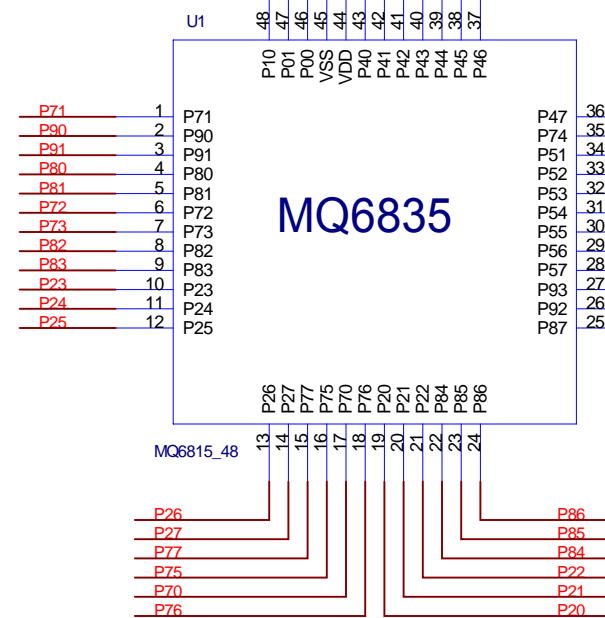 U1
48 47 46 45 44 43 42 41 40 39 38 37
P10 P01 P00 VSS VDD P40 P41 P42 P43 P44 P45 P46
P71 1 P71 P47 36
P90 2 P90 P74 35
P91 3 P91 P51 34
P80 4 P80 P52 33
P81 5 P81 P53 32
P72 6 P72 P54 31
P73 7 P73 P55 30
P82 8 P82 P56 29
P83 9 P83 P57 28
P23 10 P23 P93 27
P24 11 P24 P92 26
P25 12 P25 P87 25
MQ6835
P26 P27 P77 P75 P70 P76 P20 P21 P22 P84 P85 P86
MQ6815_48
13 14 15 16 17 18 19 20 21 22 23 24
P26 P86
P27 P85
P77 P84
P75 P22
P70 P21
P76 P20